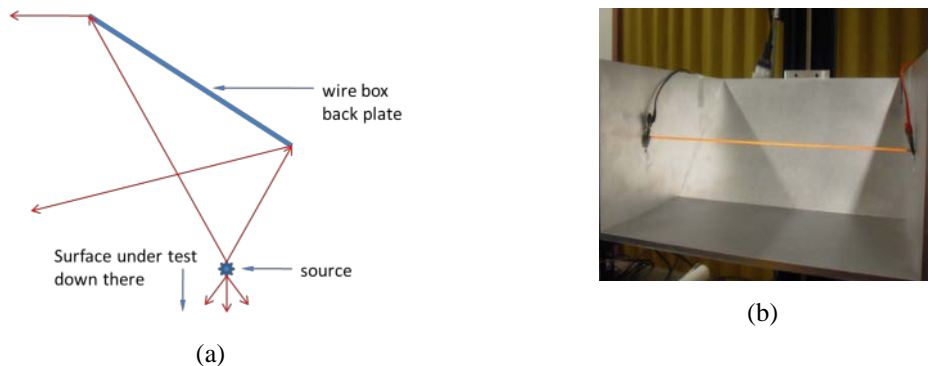 wire box
back plate
Surface under test
down there
source
(a)
(b)